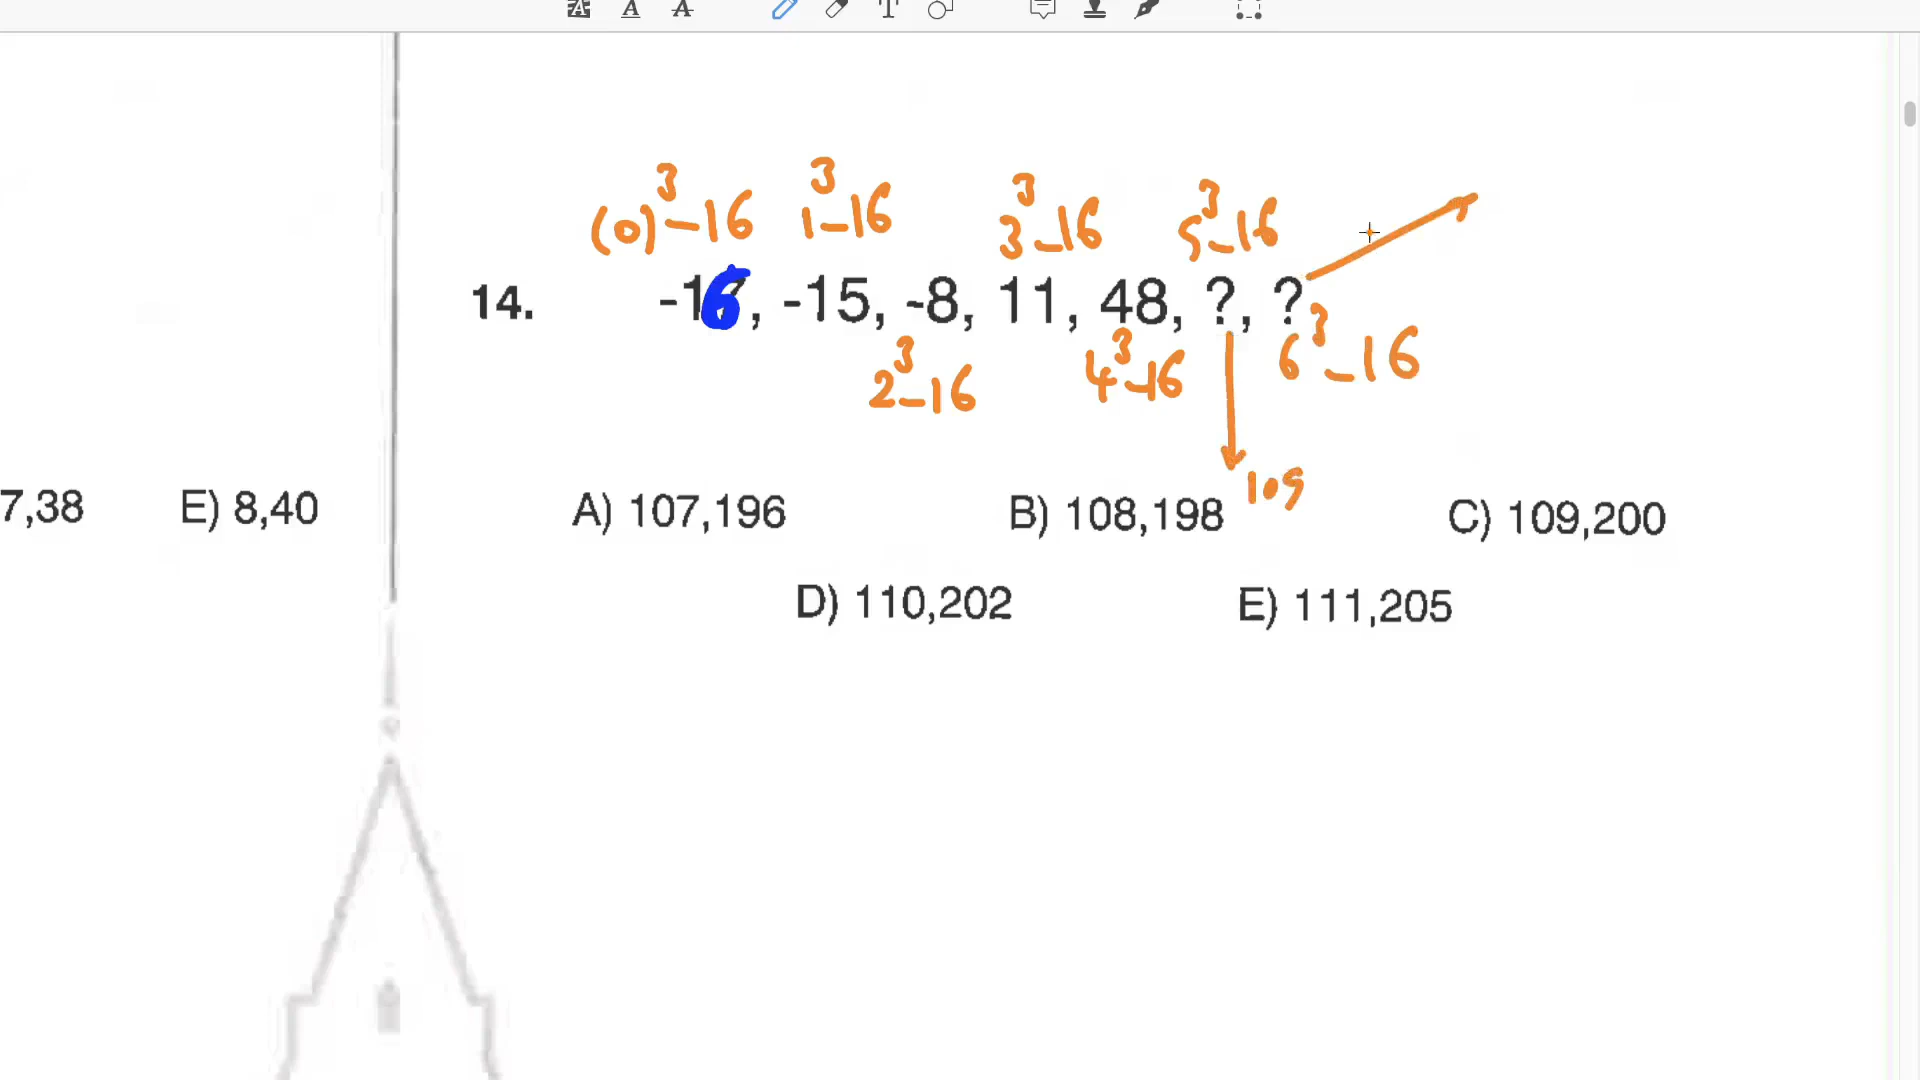 (0)³-16 1³-16 3³-16 5³-16
14. -16, -15, -8, 11, 48, ?, ?
2³-16 4³-16 6³-16
109
7,38 E) 8,40 A) 107,196 B) 108,198 C) 109,200
D) 110,202 E) 111,205